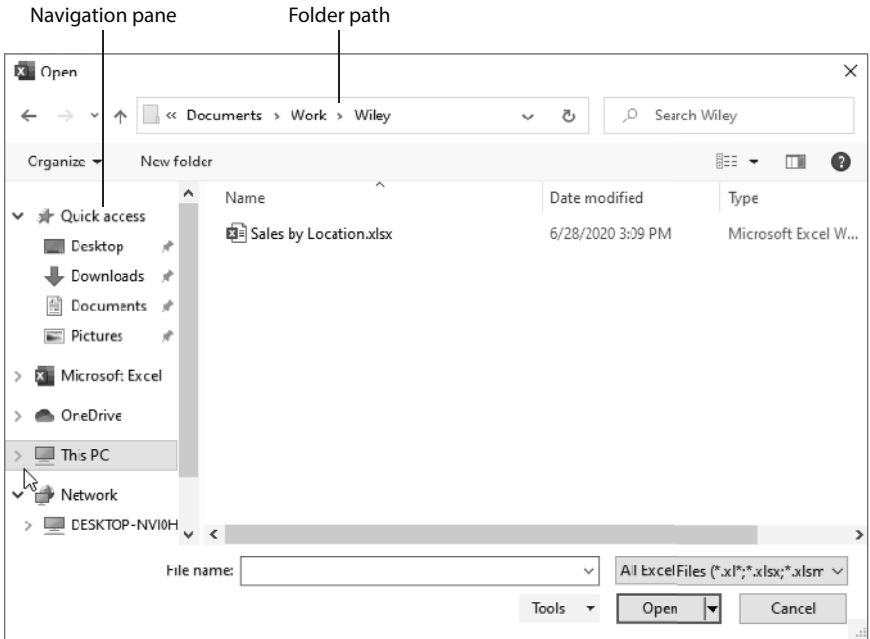 Navigation pane Folder path
Open
« Documents > Work > Wiley Search Wiley
Organize New folder
Name Date modified Type
Quick access
Sales by Location.xlsx 6/28/2020 3:09 PM Microsoft Excel W...
Desktop
Downloads
Documents
Pictures
Microsoft Excel
OneDrive
This PC
Network
DESKTOP-NVI0H
File name: All Excel Files (*.xl*;*.xlsx;*.xlsm
Tools Open Cancel